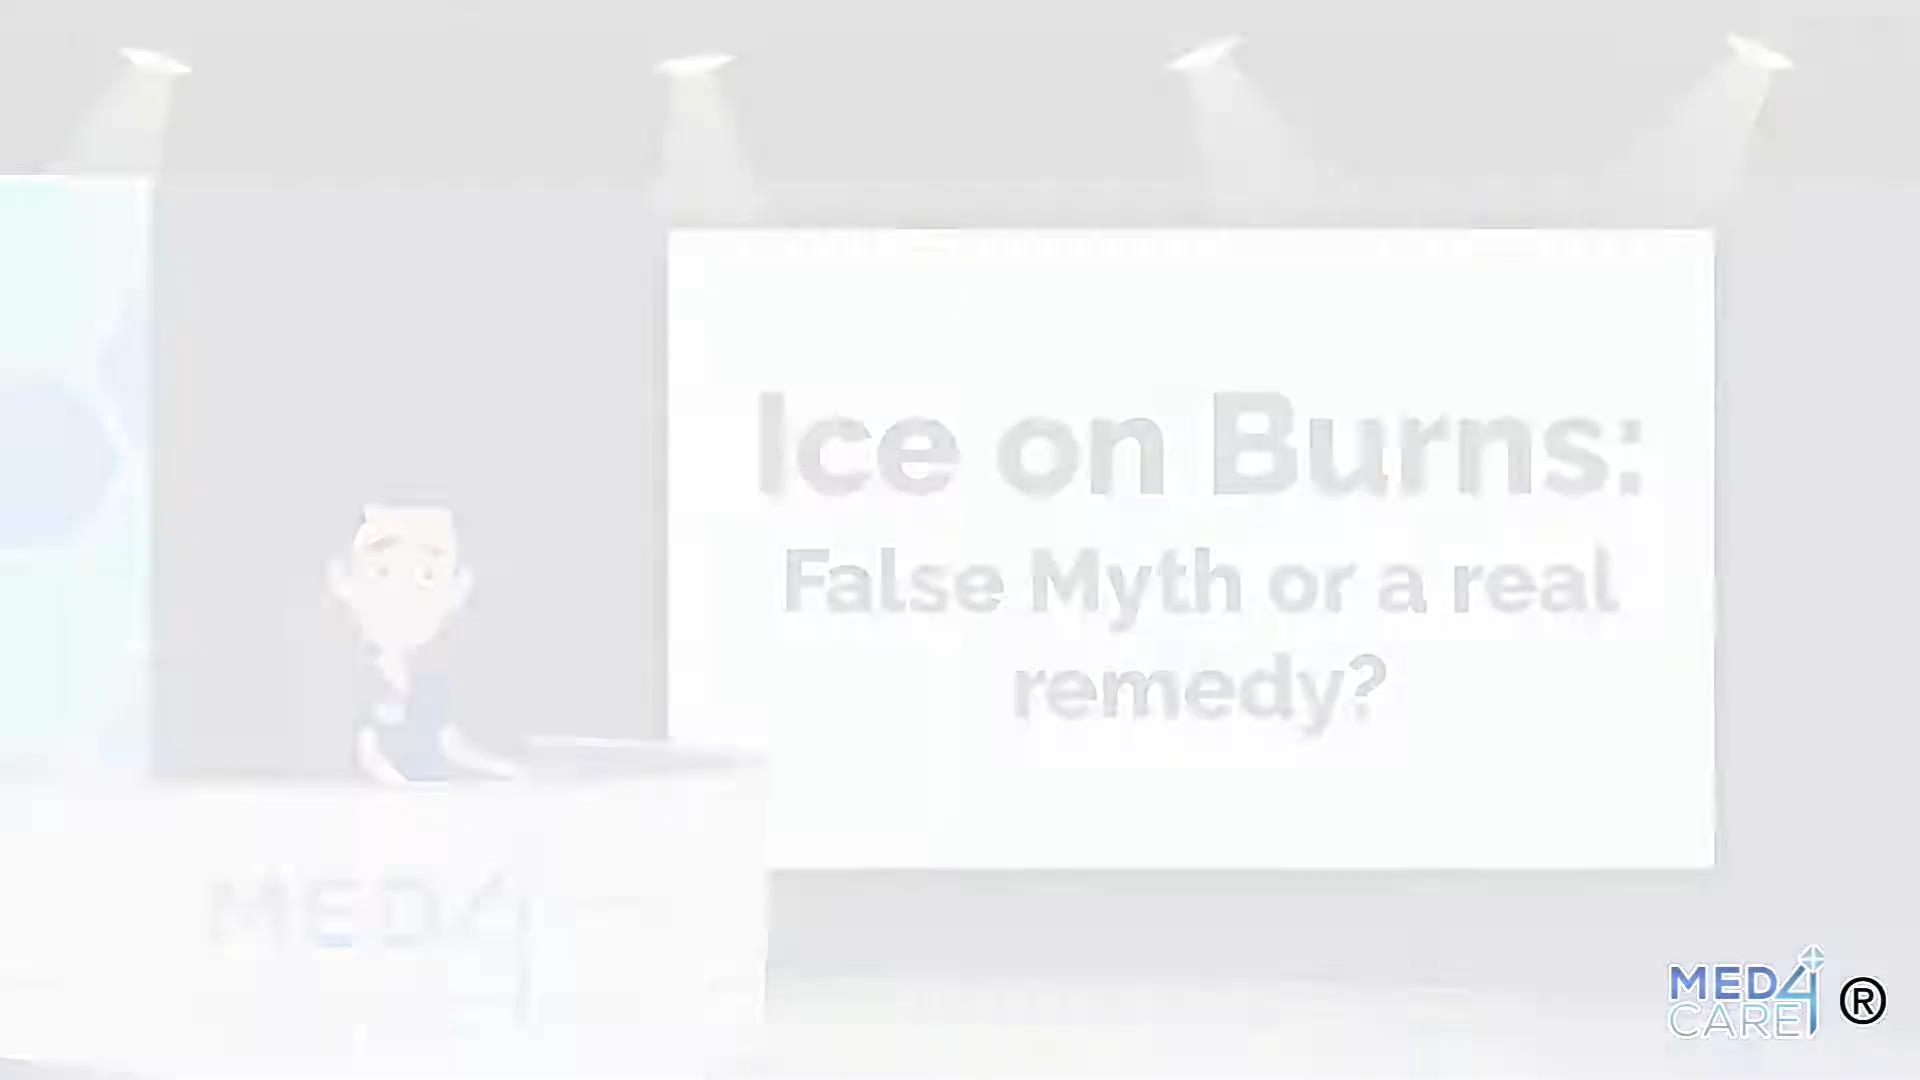 Ice on Burns:
False Myth or a real
remedy?
MED4
MED4
CARE ®